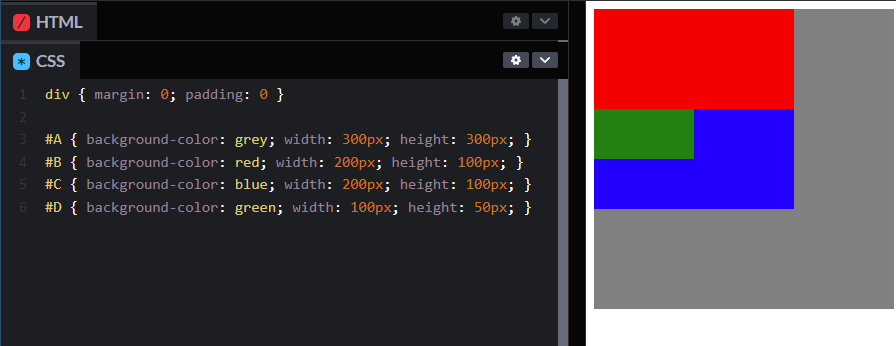 HTML
CSS
1 div { margin: 0; padding: 0 }
2
3 #A { background-color: grey; width: 300px; height: 300px; }
4 #B { background-color: red; width: 200px; height: 100px; }
5 #C { background-color: blue; width: 200px; height: 100px; }
6 #D { background-color: green; width: 100px; height: 50px; }